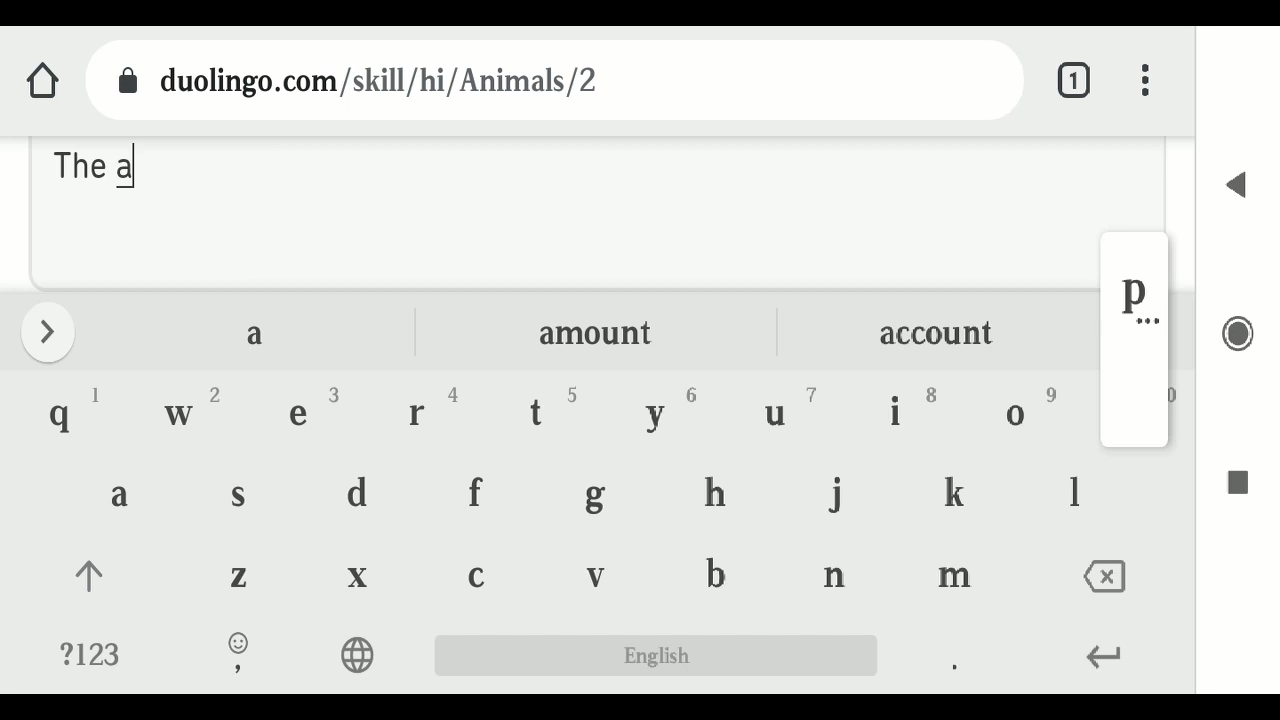 duolingo.com/skill/hi/Animals/2
1
The a
p
...
a amount account
q 1 w 2 e 3 r 4 t 5 y 6 u 7 i 8 o 9 0
a s d f g h j k l
z x c v b n m
?123 , English .